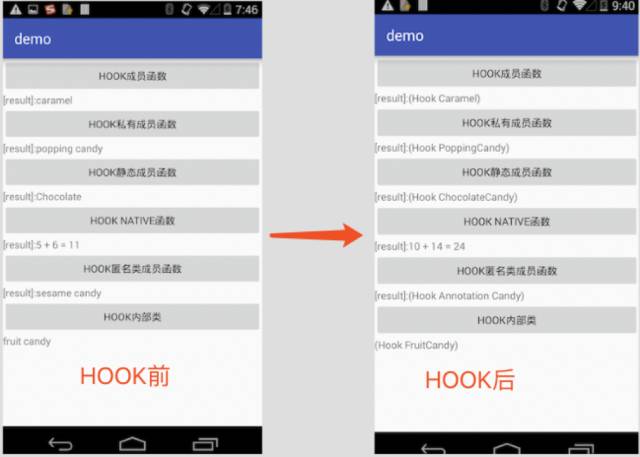 7:46
demo
HOOK成员函数
[result]:caramel
HOOK私有成员函数
[result]:popping candy
HOOK静态成员函数
[result]:Chocolate
HOOK NATIVE函数
[result]:5 + 6 = 11
HOOK匿名类成员函数
[result]:sesame candy
HOOK内部类
fruit candy
HOOK前
9:40
demo
HOOK成员函数
[result]:(Hook Caramel)
HOOK私有成员函数
[result]:(Hook PoppingCandy)
HOOK静态成员函数
[result]:(Hook ChocolateCandy)
HOOK NATIVE函数
[result]:10 + 14 = 24
HOOK匿名类成员函数
[result]:(Hook Annotation Candy)
HOOK内部类
(Hook FruitCandy)
HOOK后